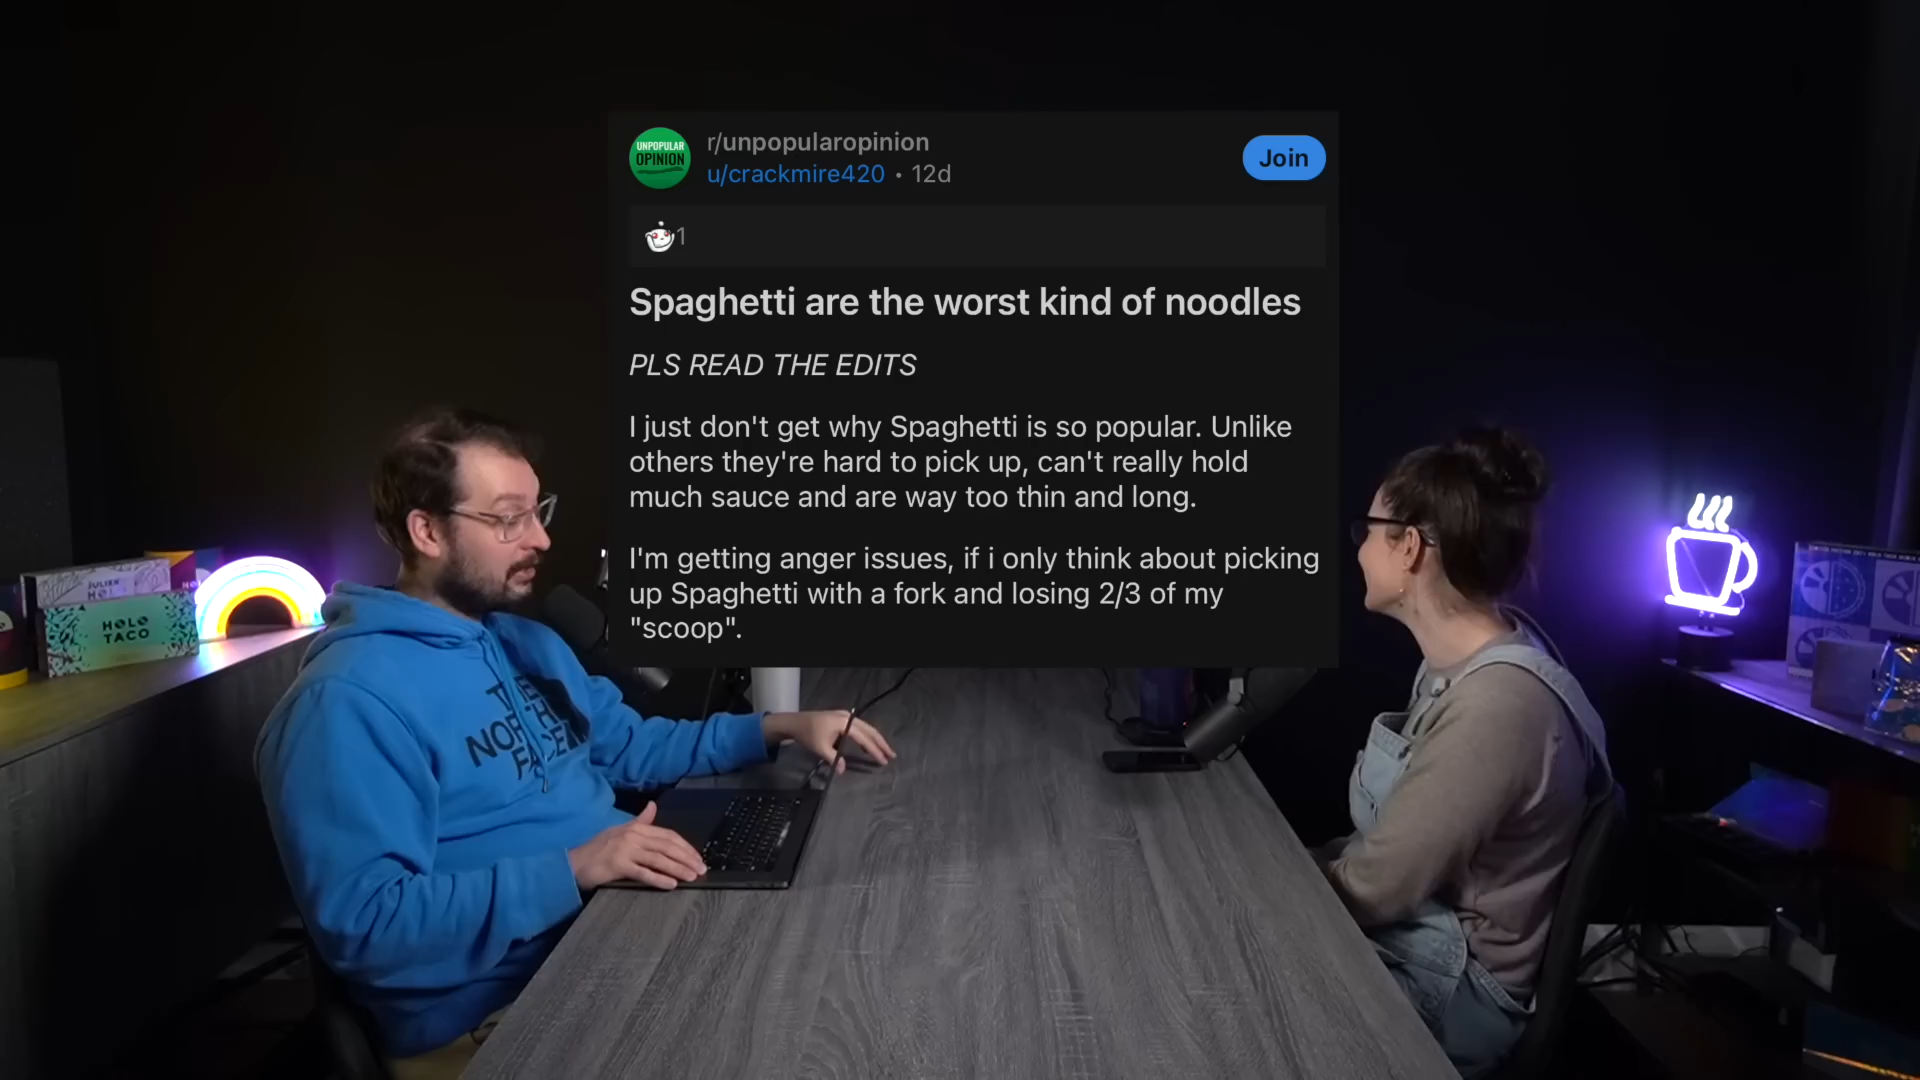 UNPOPULAR
OPINION
r/unpopularopinion
u/crackmire420 • 12d
Join
1
Spaghetti are the worst kind of noodles
PLS READ THE EDITS
I just don't get why Spaghetti is so popular. Unlike
others they're hard to pick up, can't really hold
much sauce and are way too thin and long.
I'm getting anger issues, if i only think about picking
up Spaghetti with a fork and losing 2/3 of my
"scoop".
HOLO
TACO
THE
NORTH
FACE